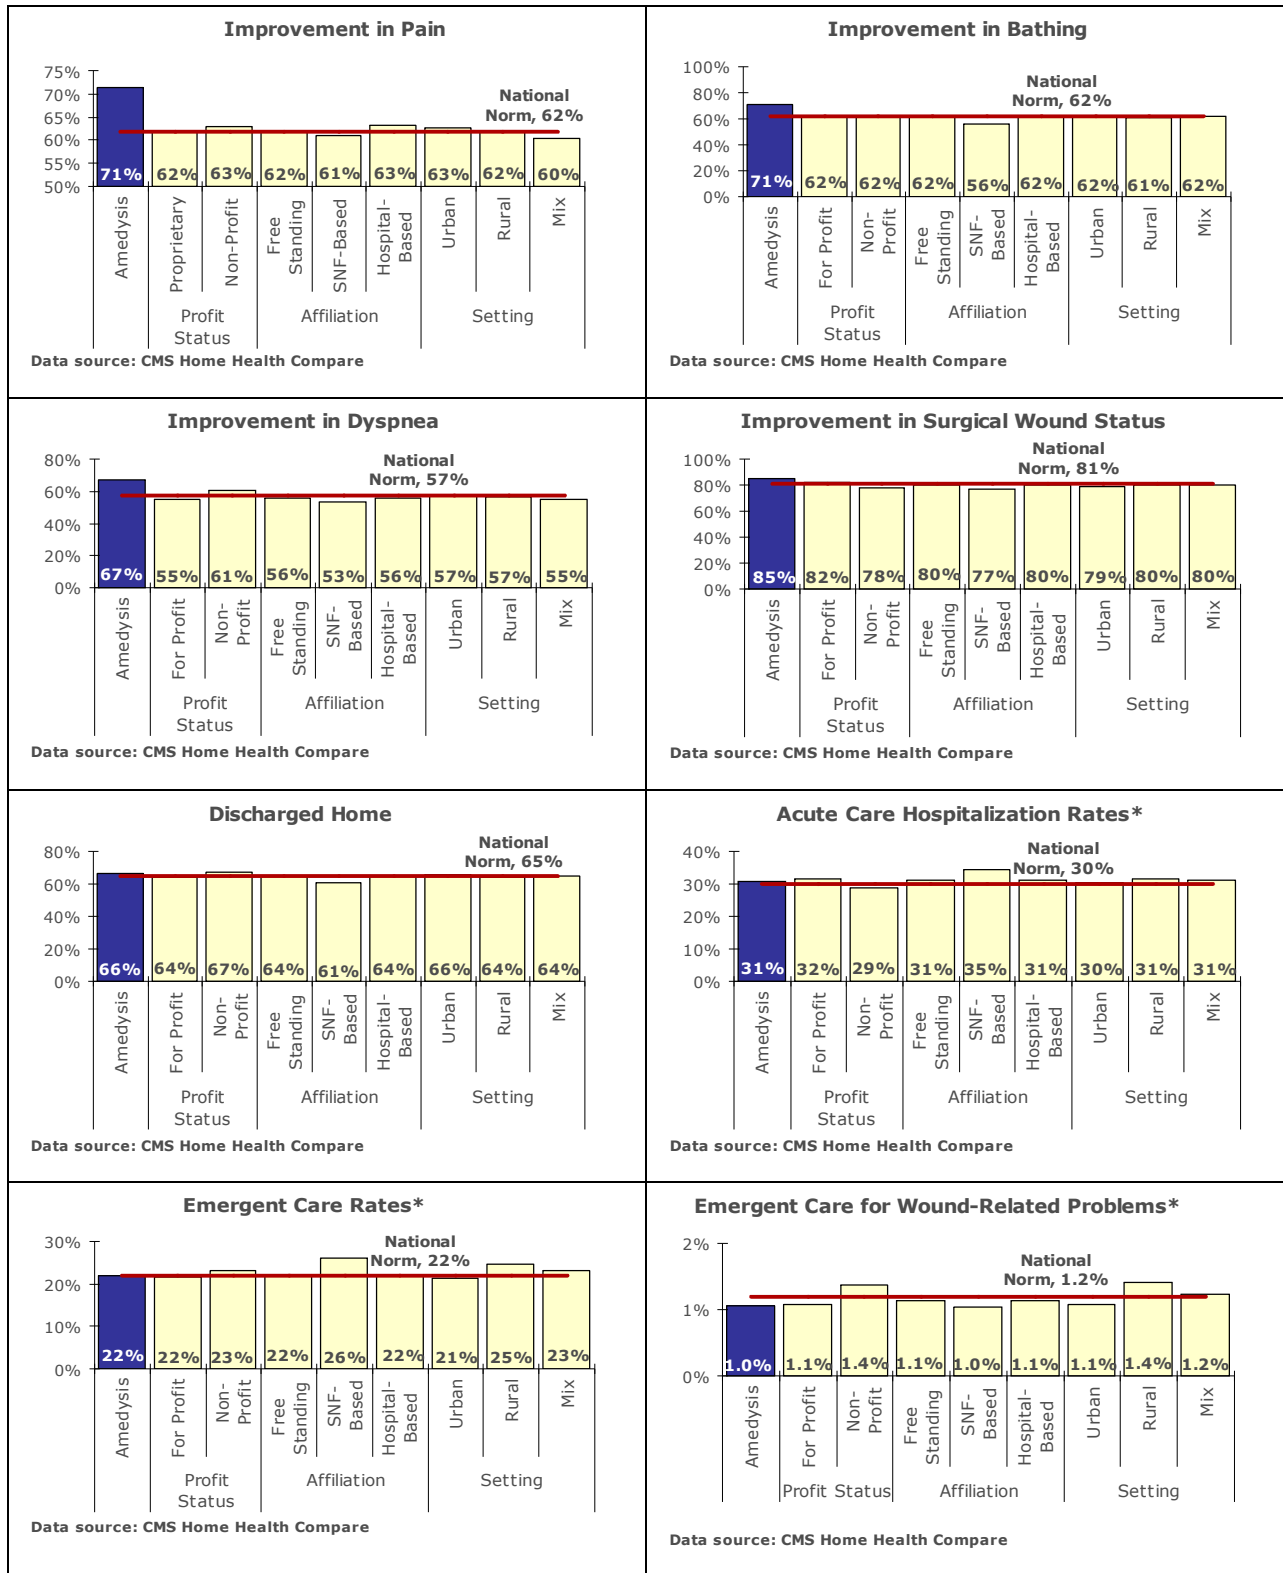 Improvement in Pain
75%
70%
65%
60%
55%
50%
National
Norm, 62%
71% 62% 63% 62% 61% 63% 63% 62% 60%
Amedysis
Proprietary
Non-Profit
Free
Standing
SNF-Based
Hospital-
Based
Urban
Rural
Mix
Profit
Status
Affiliation
Setting
Data source: CMS Home Health Compare
Improvement in Bathing
100%
80%
60%
40%
20%
0%
National
Norm, 62%
71% 62% 62% 62% 56% 62% 62% 61% 62%
Amedysis
For Profit
Non-
Profit
Free
Standing
SNF-
Based
Hospital-
Based
Urban
Rural
Mix
Profit
Status
Affiliation
Setting
Data source: CMS Home Health Compare
Improvement in Dyspnea
80%
60%
40%
20%
0%
National
Norm, 57%
67% 55% 61% 56% 53% 56% 57% 57% 55%
Amedysis
For Profit
Non-
Profit
Free
Standing
SNF-
Based
Hospital-
Based
Urban
Rural
Mix
Profit
Status
Affiliation
Setting
Data source: CMS Home Health Compare
Improvement in Surgical Wound Status
100%
80%
60%
40%
20%
0%
National
Norm, 81%
85% 82% 78% 80% 77% 80% 79% 80% 80%
Amedysis
For Profit
Non-
Profit
Free
Standing
SNF-
Based
Hospital-
Based
Urban
Rural
Mix
Profit
Status
Affiliation
Setting
Data source: CMS Home Health Compare
Discharged Home
80%
60%
40%
20%
0%
National
Norm, 65%
66% 64% 67% 64% 61% 64% 66% 64% 64%
Amedysis
For Profit
Non-
Profit
Free
Standing
SNF-
Based
Hospital-
Based
Urban
Rural
Mix
Profit
Status
Affiliation
Setting
Data source: CMS Home Health Compare
Acute Care Hospitalization Rates*
40%
30%
20%
10%
0%
National
Norm, 30%
31% 32% 29% 31% 35% 31% 30% 31% 31%
Amedysis
For Profit
Non-
Profit
Free
Standing
SNF-
Based
Hospital-
Based
Urban
Rural
Mix
Profit
Status
Affiliation
Setting
Data source: CMS Home Health Compare
Emergent Care Rates*
30%
20%
10%
0%
National
Norm, 22%
22% 22% 23% 22% 26% 22% 21% 25% 23%
Amedysis
For Profit
Non-
Profit
Free
Standing
SNF-
Based
Hospital-
Based
Urban
Rural
Mix
Profit
Status
Affiliation
Setting
Data source: CMS Home Health Compare
Emergent Care for Wound-Related Problems*
2%
1%
0%
National
Norm, 1.2%
1.0% 1.1% 1.4% 1.1% 1.0% 1.1% 1.1% 1.4% 1.2%
Amedysis
For Profit
Non-
Profit
Free
Standing
SNF-
Based
Hospital-
Based
Urban
Rural
Mix
Profit Status
Affiliation
Setting
Data source: CMS Home Health Compare